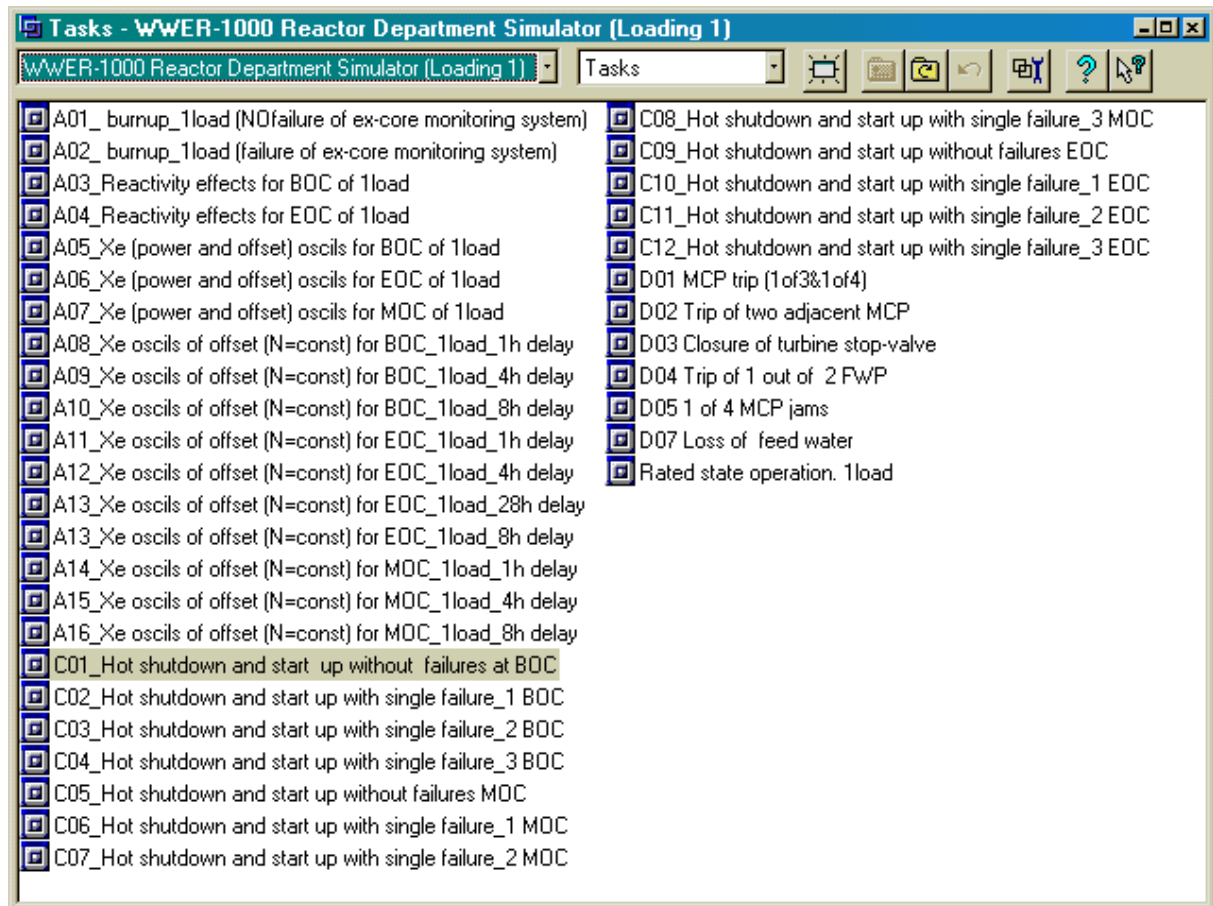 Tasks - WWER-1000 Reactor Department Simulator (Loading 1)
WWER-1000 Reactor Department Simulator (Loading 1) Tasks
A01_ burnup_1load (NOfailure of ex-core monitoring system)
A02_ burnup_1load (failure of ex-core monitoring system)
A03_Reactivity effects for BOC of 1load
A04_Reactivity effects for EOC of 1load
A05_Xe (power and offset) oscils for BOC of 1load
A06_Xe (power and offset) oscils for EOC of 1load
A07_Xe (power and offset) oscils for MOC of 1load
A08_Xe oscils of offset (N=const) for BOC_1load_1h delay
A09_Xe oscils of offset (N=const) for BOC_1load_4h delay
A10_Xe oscils of offset (N=const) for BOC_1load_8h delay
A11_Xe oscils of offset (N=const) for EOC_1load_1h delay
A12_Xe oscils of offset (N=const) for EOC_1load_4h delay
A13_Xe oscils of offset (N=const) for EOC_1load_28h delay
A13_Xe oscils of offset (N=const) for EOC_1load_8h delay
A14_Xe oscils of offset (N=const) for MOC_1load_1h delay
A15_Xe oscils of offset (N=const) for MOC_1load_4h delay
A16_Xe oscils of offset (N=const) for MOC_1load_8h delay
C01_Hot shutdown and start  up without  failures at BOC
C02_Hot shutdown and start up with single failure_1 BOC
C03_Hot shutdown and start up with single failure_2 BOC
C04_Hot shutdown and start up with single failure_3 BOC
C05_Hot shutdown and start up without failures MOC
C06_Hot shutdown and start up with single failure_1 MOC
C07_Hot shutdown and start up with single failure_2 MOC
C08_Hot shutdown and start up with single failure_3 MOC
C09_Hot shutdown and start up without failures EOC
C10_Hot shutdown and start up with single failure_1 EOC
C11_Hot shutdown and start up with single failure_2 EOC
C12_Hot shutdown and start up with single failure_3 EOC
D01 MCP trip (1of3&1of4)
D02 Trip of two adjacent MCP
D03 Closure of turbine stop-valve
D04 Trip of 1 out of  2 FWP
D05 1 of 4 MCP jams
D07 Loss of  feed water
Rated state operation. 1load